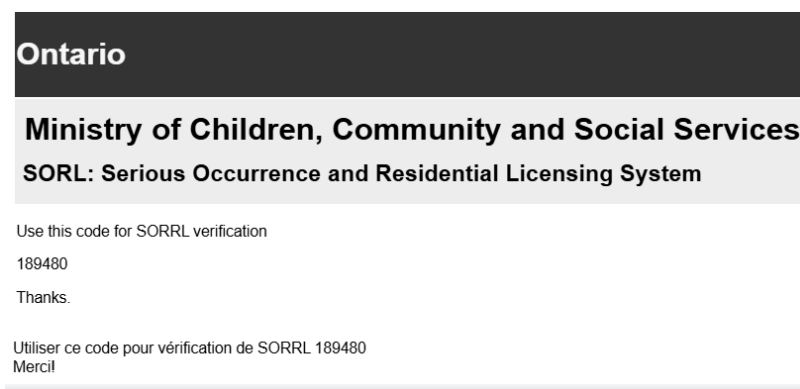 Ontario
Ministry of Children, Community and Social Services
SORL: Serious Occurrence and Residential Licensing System
Use this code for SORRL verification
189480
Thanks.
Utiliser ce code pour vérification de SORRL 189480
Merci!